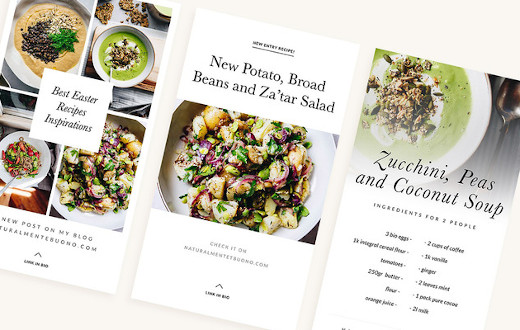 Best Easter
Recipes
Inspirations
NEW POST ON MY BLOG
NATURALMENTEBUONO.COM
LINK IN BIO
NEW ENTRY RECIPE!
New Potato, Broad
Beans and Za'tar Salad
CHECK IT ON
NATURALMENTEBUONO.COM
LINK IN BIO
Zucchini, Peas
and Coconut Soup
INGREDIENTS FOR 2 PEOPLE
3 bio eggs -
1k integral cereal flour -
tomatoes -
250gr butter -
flour -
orange juice -
- 2 cups of coffee
- 1k vanilla
- ginger
- 2 leaves mint
- 1 pack pure cocoa
- 2l milk